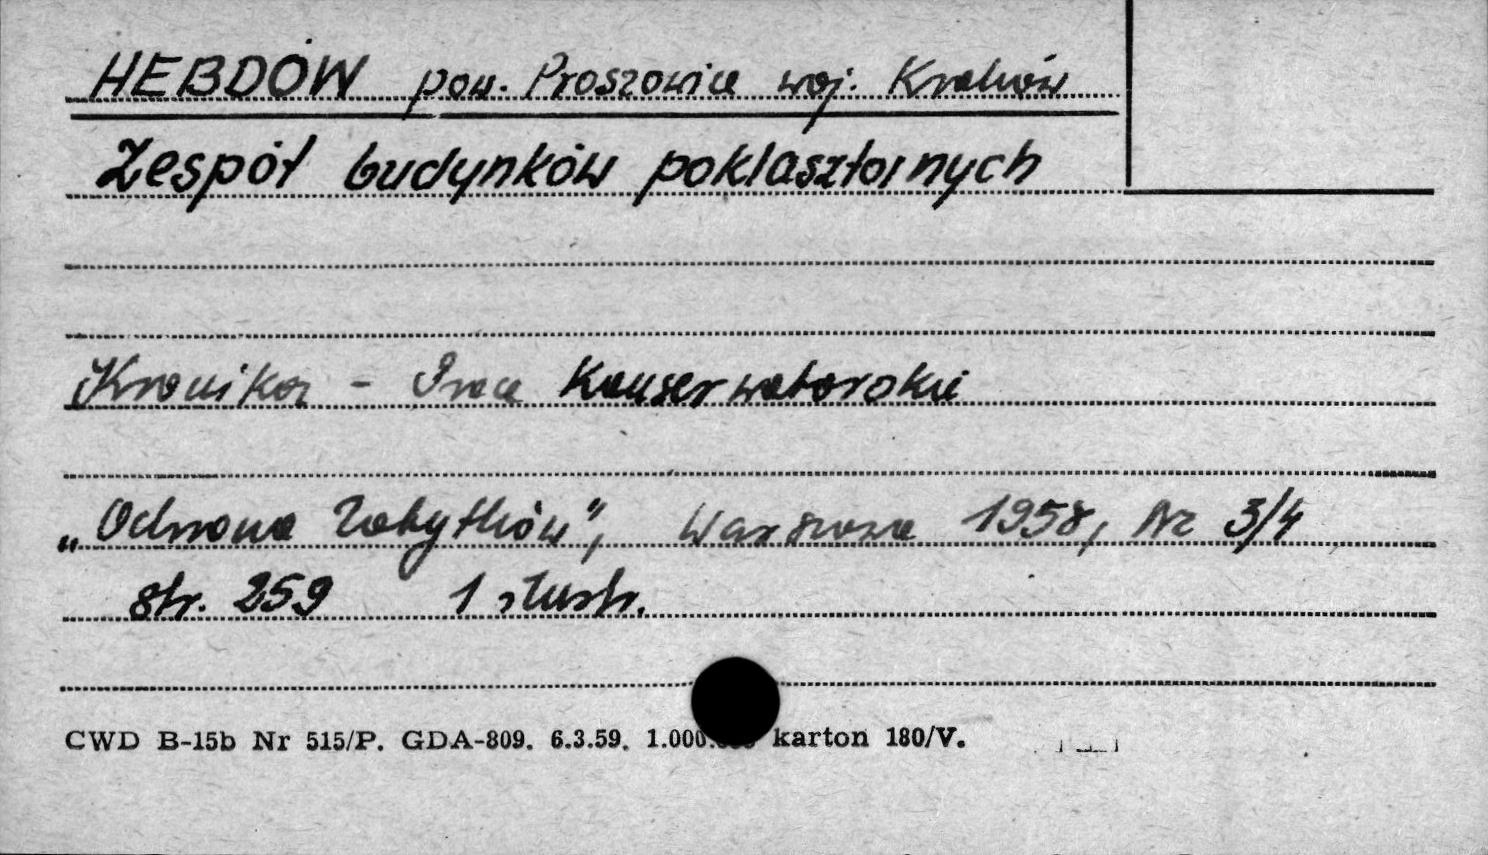 HEBDÓW pow. Proszowice woj. Kraków
Zespół budynków poklasztornych
Kronika - Prace Konserwatorskie
„Ochrona Zabytków", Warszawa 1958, Nr 3/4
str. 259 1 ilustr.
CWD B-15b Nr 515/P. GDA-809. 6.3.59. 1.000. karton 180/V.